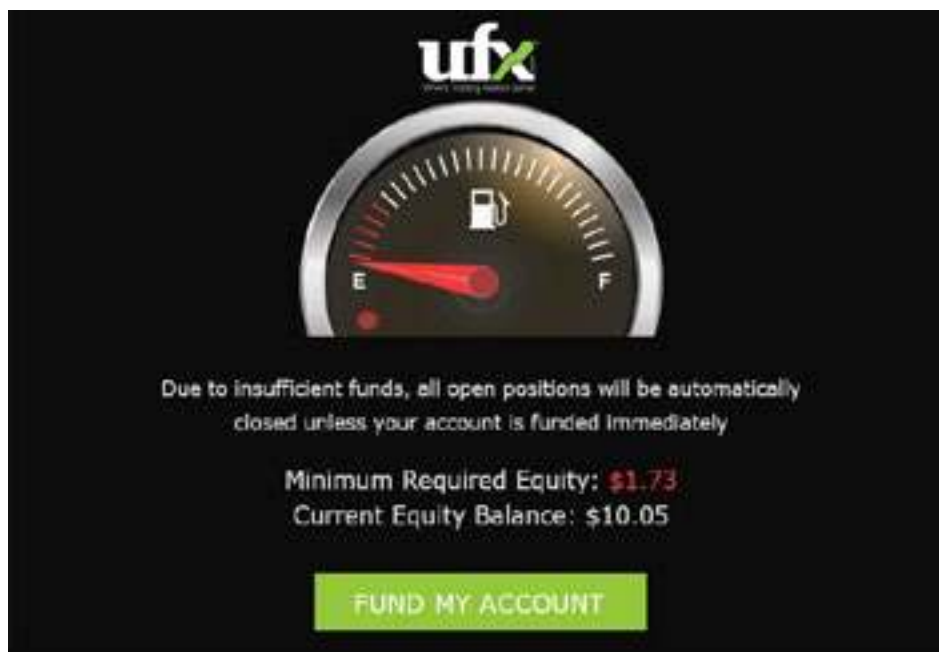 ufx
E
F
Due to insufficient funds, all open positions will be automatically
closed unless your account is funded immediately
Minimum Required Equity: $1.73
Current Equity Balance: $10.05
FUND MY ACCOUNT